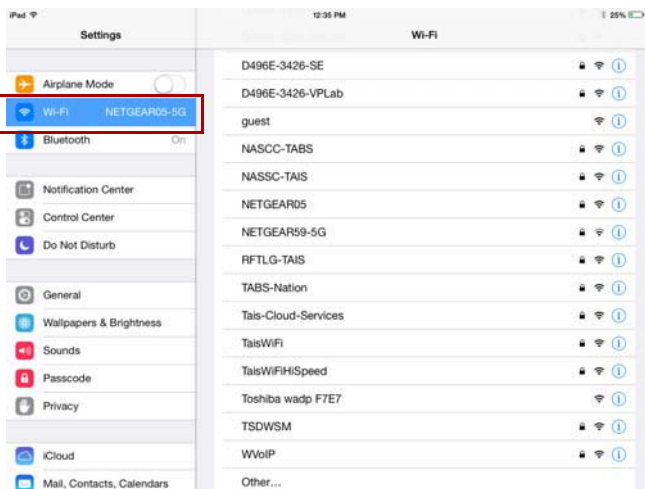 iPad
12:35 PM
25%
Settings
Wi-Fi
Airplane Mode
Wi-Fi NETGEAR05-5G
Bluetooth On
Notification Center
Control Center
Do Not Disturb
General
Wallpapers & Brightness
Sounds
Passcode
Privacy
iCloud
Mail, Contacts, Calendars
D496E-3426-SE
D496E-3426-VPLab
guest
NASCC-TABS
NASSC-TAIS
NETGEAR05
NETGEAR59-5G
RFTLG-TAIS
TABS-Nation
Tais-Cloud-Services
TaisWiFi
TaisWiFiHiSpeed
Toshiba wadp F7E7
TSDWSM
WVoIP
Other...